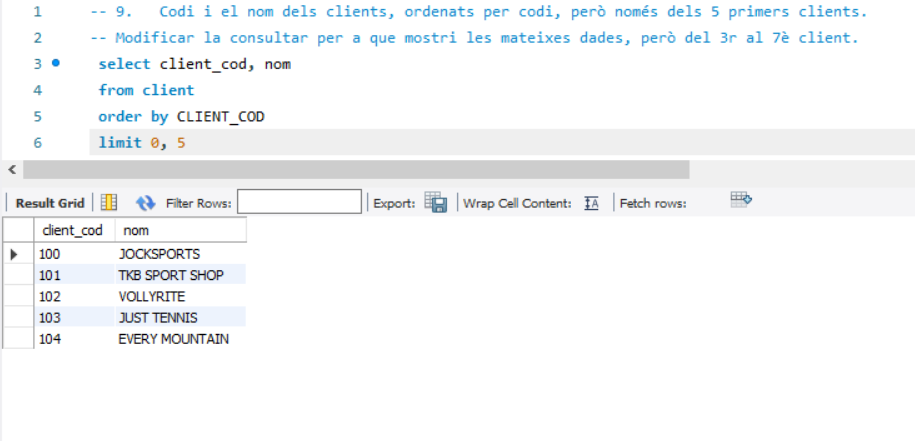 1 -- 9. Codi i el nom dels clients, ordenats per codi, però només dels 5 primers clients.
2 -- Modificar la consultar per a que mostri les mateixes dades, però del 3r al 7è client.
3 select client_cod, nom
4 from client
5 order by CLIENT_COD
6 limit 0, 5
Result Grid Filter Rows: Export: Wrap Cell Content: IA Fetch rows:
client_cod nom
100 JOCKSPORTS
101 TKB SPORT SHOP
102 VOLLYRITE
103 JUST TENNIS
104 EVERY MOUNTAIN